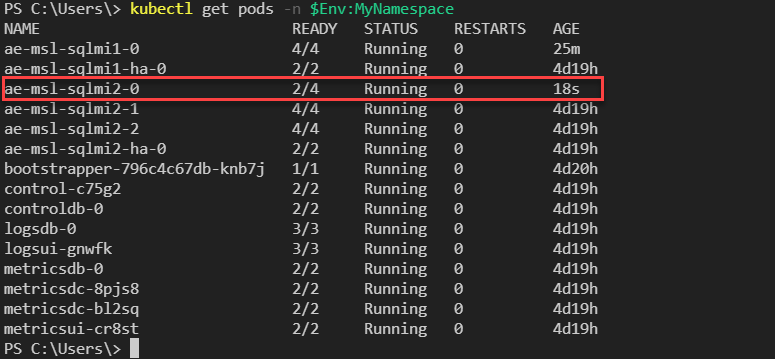 PS C:\Users\> kubectl get pods -n $Env:MyNamespace
NAME READY STATUS RESTARTS AGE
ae-msl-sqlmi1-0 4/4 Running 0 25m
ae-msl-sqlmi1-ha-0 2/2 Running 0 4d19h
ae-msl-sqlmi2-0 2/4 Running 0 18s
ae-msl-sqlmi2-1 4/4 Running 0 4d19h
ae-msl-sqlmi2-2 4/4 Running 0 4d19h
ae-msl-sqlmi2-ha-0 2/2 Running 0 4d19h
bootstrapper-796c4c67db-knb7j 1/1 Running 0 4d20h
control-c75g2 2/2 Running 0 4d19h
controldb-0 2/2 Running 0 4d19h
logsdb-0 3/3 Running 0 4d19h
logsui-gnwfk 3/3 Running 0 4d19h
metricsdb-0 2/2 Running 0 4d19h
metricsdc-8pjs8 2/2 Running 0 4d19h
metricsdc-bl2sq 2/2 Running 0 4d19h
metricsui-cr8st 2/2 Running 0 4d19h
PS C:\Users\>